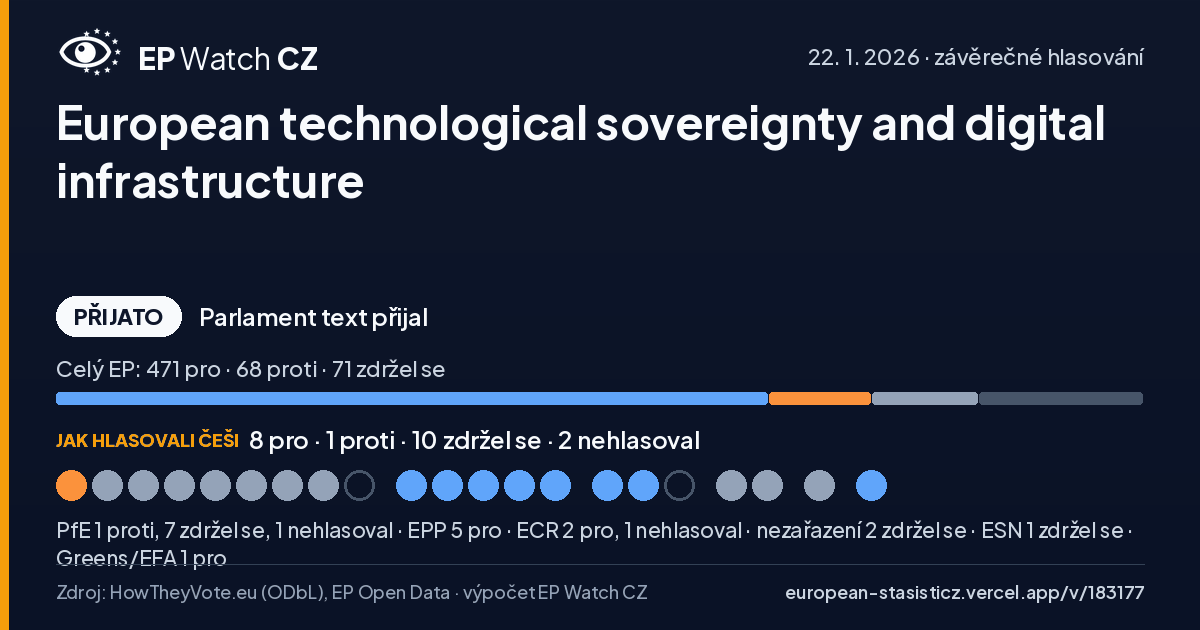 EP Watch CZ
22. 1. 2026 · závěrečné hlasování
European technological sovereignty and digital
infrastructure
PŘIJATO Parlament text přijal
Celý EP: 471 pro · 68 proti · 71 zdržel se
JAK HLASOVALI ČEŠI 8 pro · 1 proti · 10 zdržel se · 2 nehlasoval
PfE 1 proti, 7 zdržel se, 1 nehlasoval · EPP 5 pro · ECR 2 pro, 1 nehlasoval · nezařazení 2 zdržel se · ESN 1 zdržel se ·
Greens/EFA 1 pro
Zdroj: HowTheyVote.eu (ODbL), EP Open Data · výpočet EP Watch CZ
european-stasisticz.vercel.app/v/183177